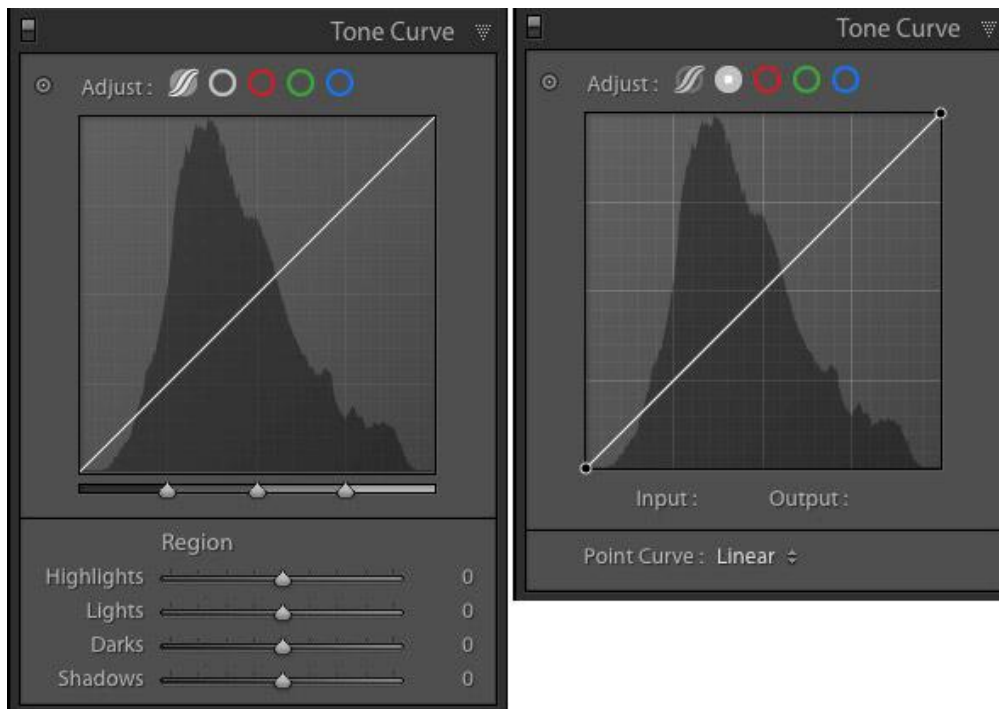 Tone Curve
Adjust :
Region
Highlights 0
Lights 0
Darks 0
Shadows 0
Tone Curve
Adjust :
Input : Output :
Point Curve : Linear